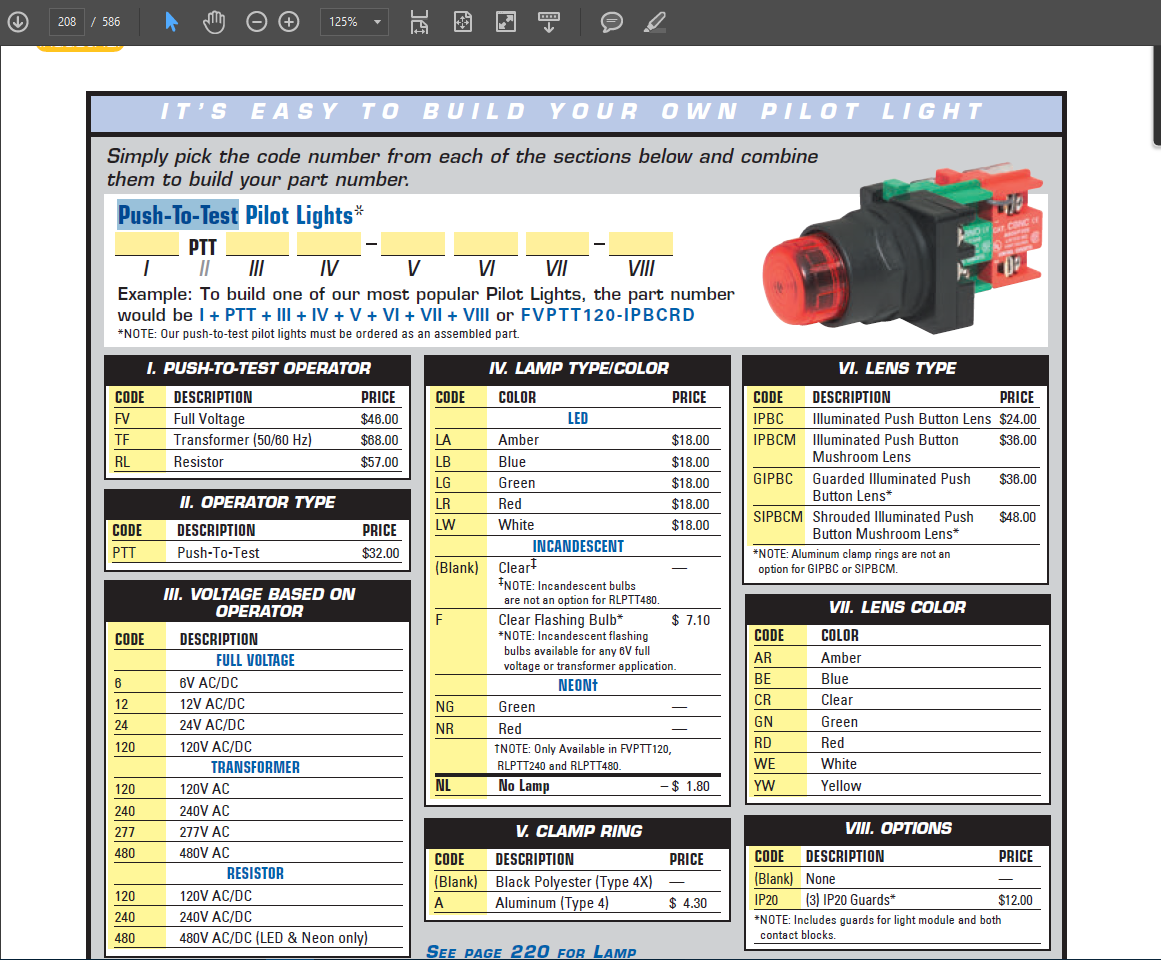 208 / 586
125%
IT'S EASY TO BUILD YOUR OWN PILOT LIGHT
Simply pick the code number from each of the sections below and combine
them to build your part number.
Push-To-Test Pilot Lights*
PTT – –
I II III IV V VI VII VIII
Example: To build one of our most popular Pilot Lights, the part number
would be I + PTT + III + IV + V + VI + VII + VIII or FVPTT120-IPBCRD
*NOTE: Our push-to-test pilot lights must be ordered as an assembled part.
I. PUSH-TO-TEST OPERATOR
CODE DESCRIPTION PRICE
FV Full Voltage $46.00
TF Transformer (50/60 Hz) $68.00
RL Resistor $57.00
II. OPERATOR TYPE
CODE DESCRIPTION PRICE
PTT Push-To-Test $32.00
III. VOLTAGE BASED ON
OPERATOR
CODE DESCRIPTION
FULL VOLTAGE
6 6V AC/DC
12 12V AC/DC
24 24V AC/DC
120 120V AC/DC
TRANSFORMER
120 120V AC
240 240V AC
277 277V AC
480 480V AC
RESISTOR
120 120V AC/DC
240 240V AC/DC
480 480V AC/DC (LED & Neon only)
IV. LAMP TYPE/COLOR
CODE COLOR PRICE
LED
LA Amber $18.00
LB Blue $18.00
LG Green $18.00
LR Red $18.00
LW White $18.00
INCANDESCENT
(Blank) Clear‡ —
‡NOTE: Incandescent bulbs
are not an option for RLPTT480.
F Clear Flashing Bulb* $ 7.10
*NOTE: Incandescent flashing
bulbs available for any 6V full
voltage or transformer application.
NEON†
NG Green —
NR Red —
†NOTE: Only Available in FVPTT120,
RLPTT240 and RLPTT480.
NL No Lamp – $ 1.80
V. CLAMP RING
CODE DESCRIPTION PRICE
(Blank) Black Polyester (Type 4X) —
A Aluminum (Type 4) $ 4.30
SEE PAGE 220 FOR LAMP
VI. LENS TYPE
CODE DESCRIPTION PRICE
IPBC Illuminated Push Button Lens $24.00
IPBCM Illuminated Push Button $36.00
Mushroom Lens
GIPBC Guarded Illuminated Push $36.00
Button Lens*
SIPBCM Shrouded Illuminated Push $48.00
Button Mushroom Lens*
*NOTE: Aluminum clamp rings are not an
option for GIPBC or SIPBCM.
VII. LENS COLOR
CODE COLOR
AR Amber
BE Blue
CR Clear
GN Green
RD Red
WE White
YW Yellow
VIII. OPTIONS
CODE DESCRIPTION PRICE
(Blank) None —
IP20 (3) IP20 Guards* $12.00
*NOTE: Includes guards for light module and both
contact blocks.